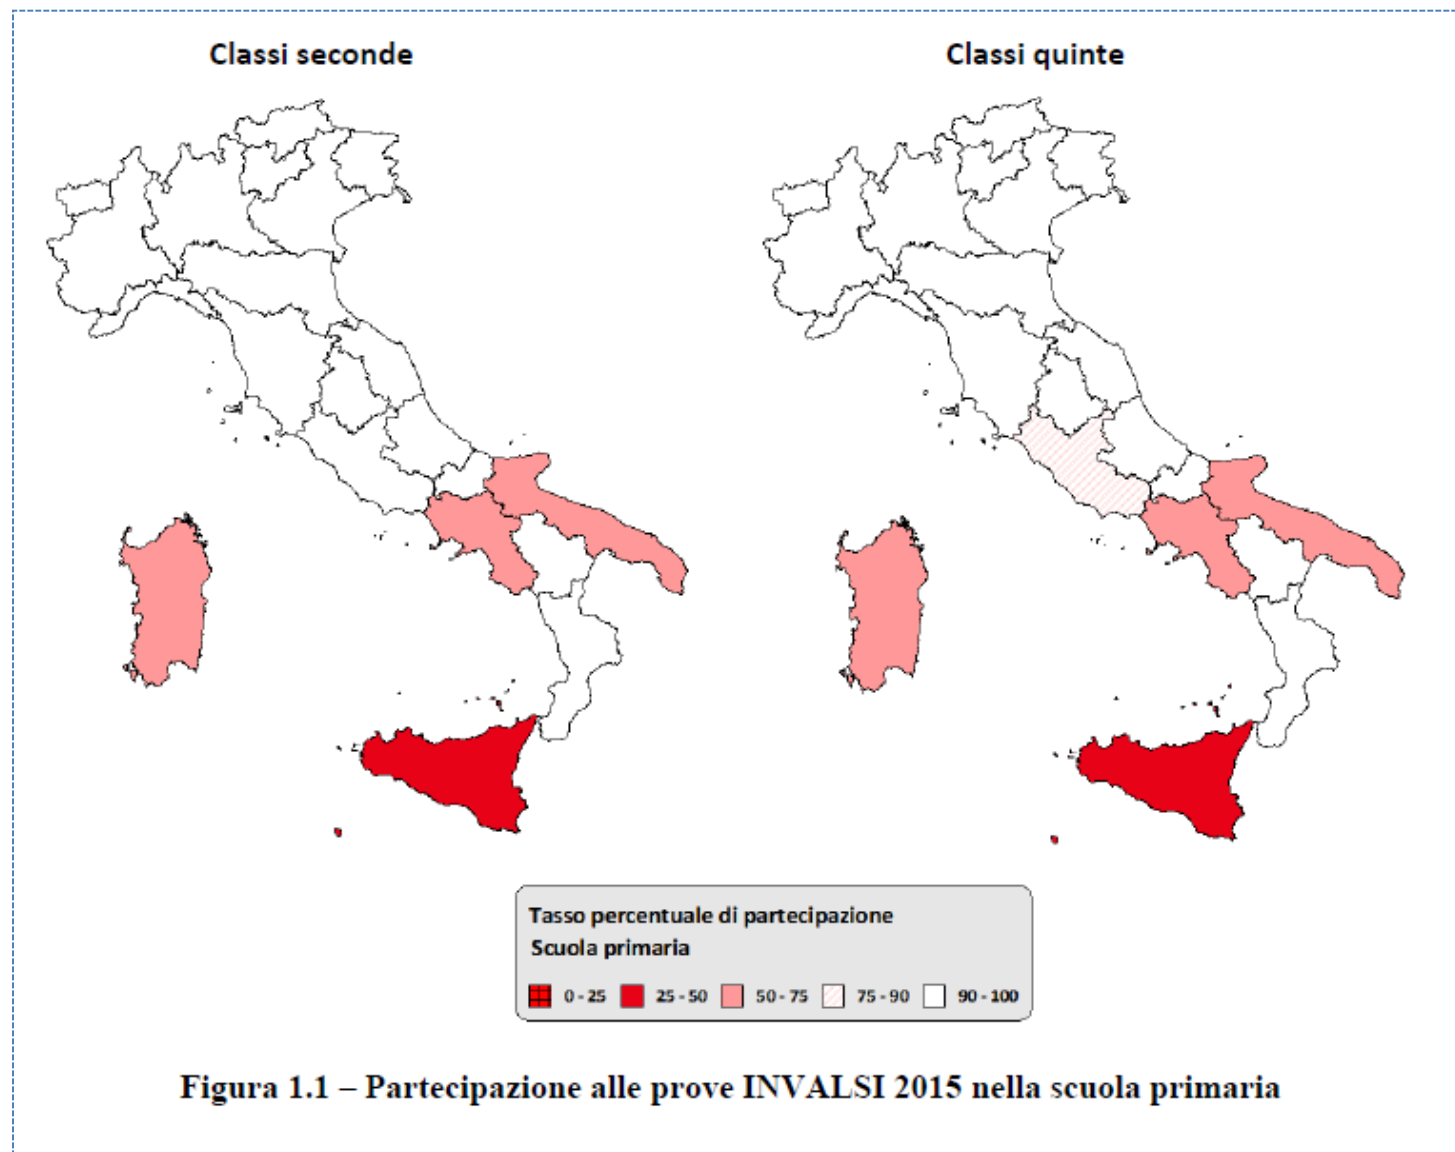 Classi seconde
Classi quinte
Tasso percentuale di partecipazione
Scuola primaria
0 - 25 25 - 50 50 - 75 75 - 90 90 - 100
Figura 1.1 – Partecipazione alle prove INVALSI 2015 nella scuola primaria